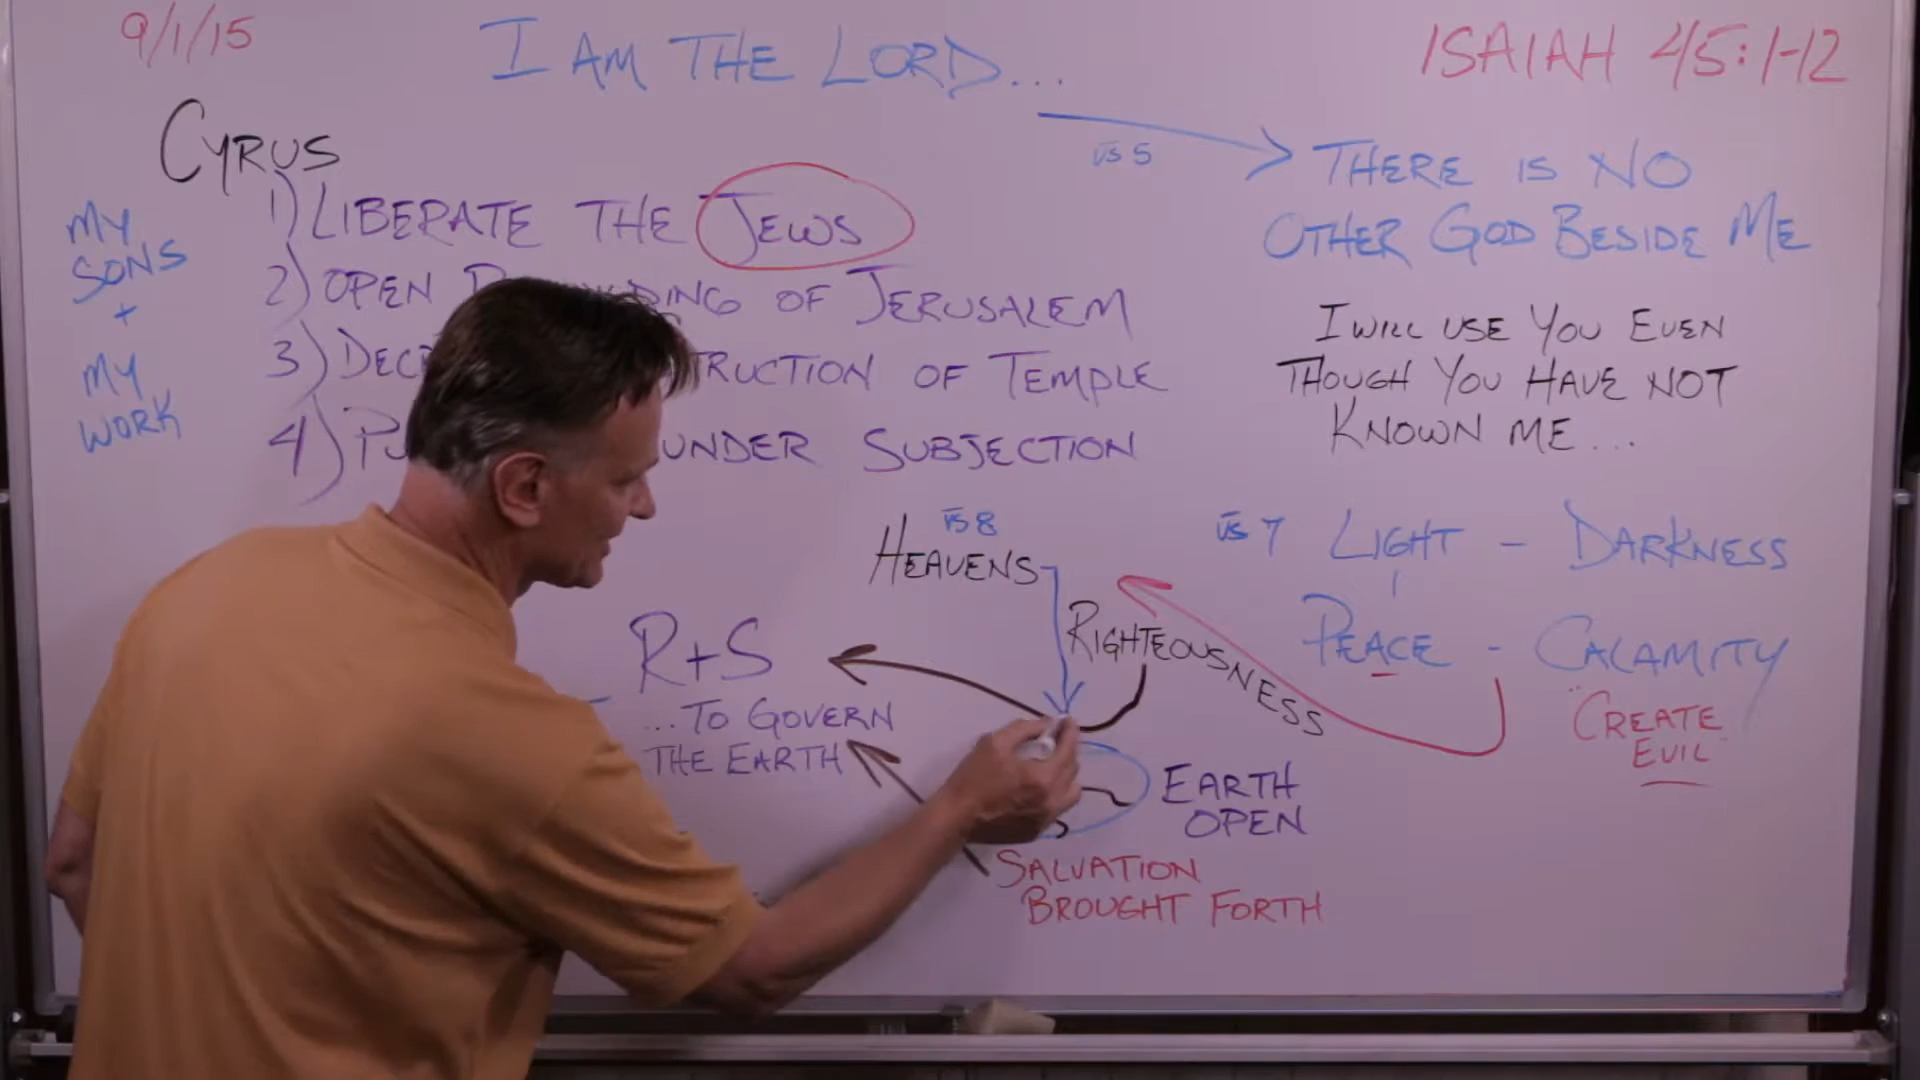 9/1/15
I AM THE LORD...
ISAIAH 45:1-12
CYRUS
vs 5
THERE IS NO
OTHER GOD BESIDE ME
MY
SONS
+
MY
WORK
1) LIBERATE THE JEWS
2) OPEN OF JERUSALEM
3) OF TEMPLE
4) UNDER SUBJECTION
I WILL USE YOU EVEN
THOUGH YOU HAVE NOT
KNOWN ME...
vs 8
HEAVENS
RIGHTEOUSNESS
vs 7 LIGHT - DARKNESS
PEACE - CALAMITY
"CREATE
EVIL"
R+S
...TO GOVERN
THE EARTH
EARTH
OPEN
SALVATION
BROUGHT FORTH